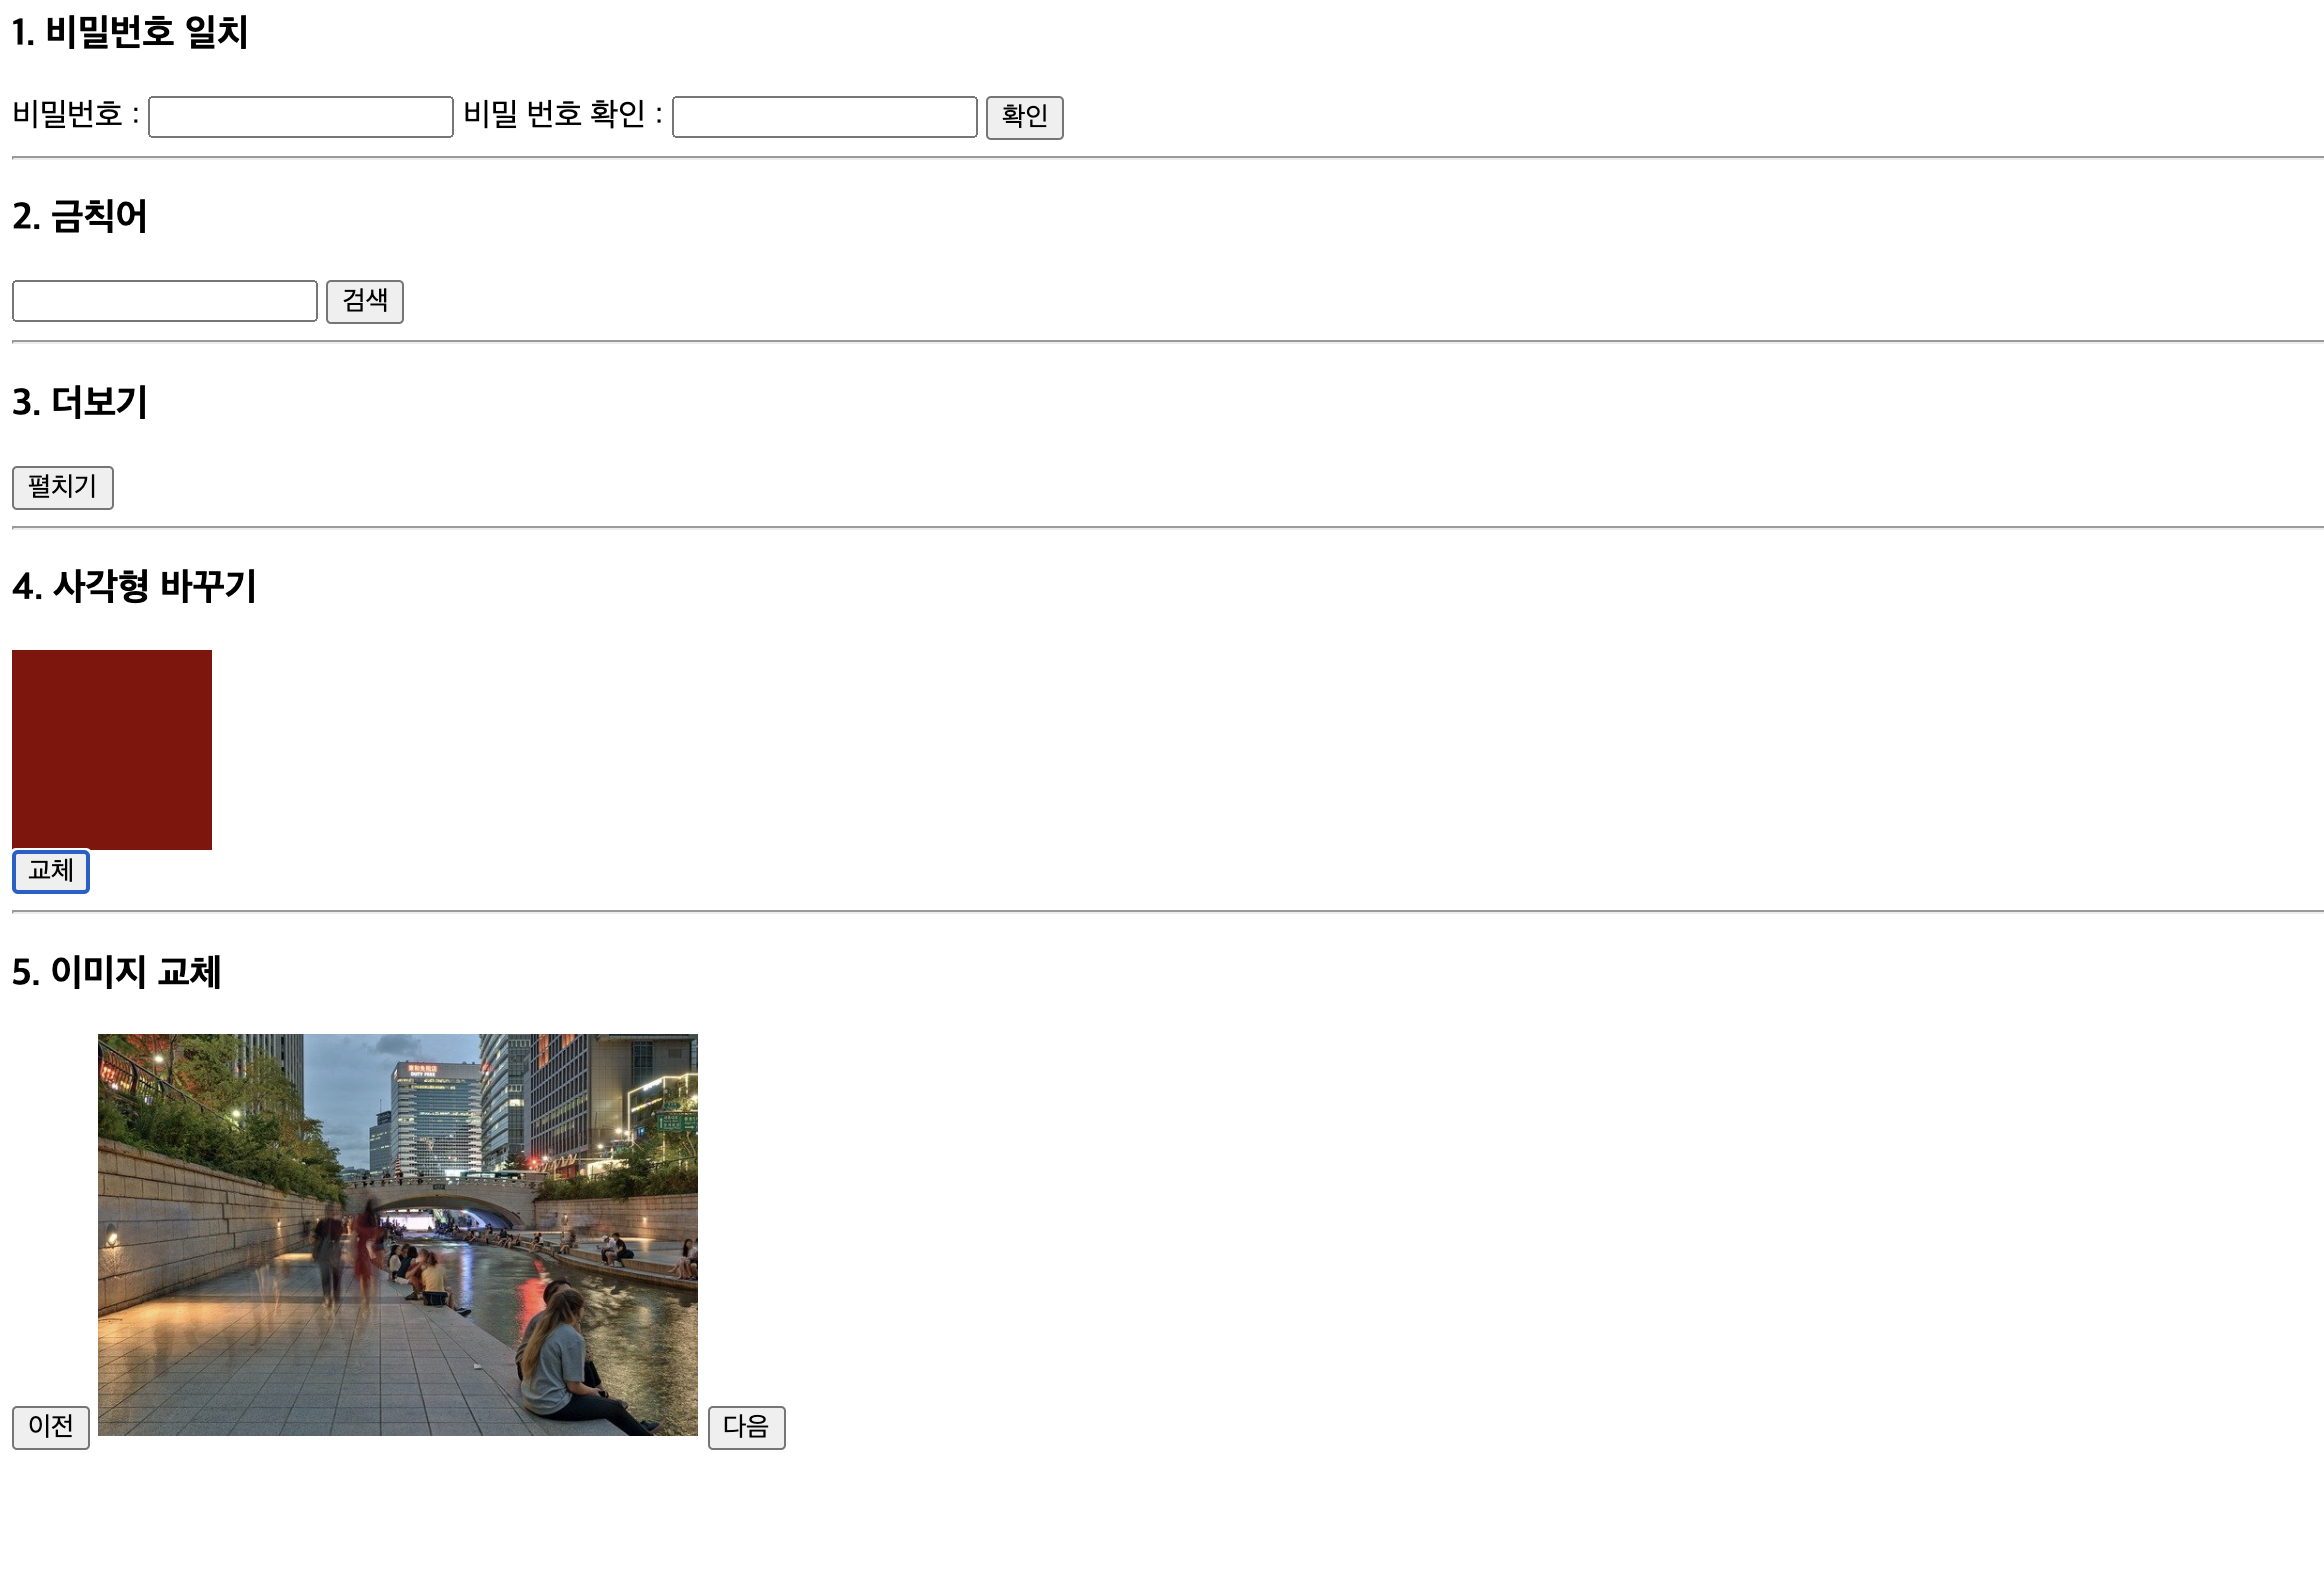 1. 비밀번호 일치
비밀번호 : 비밀 번호 확인 : 확인
2. 금칙어
검색
3. 더보기
펼치기
4. 사각형 바꾸기
교체
5. 이미지 교체
DUTY FREE
이전 다음